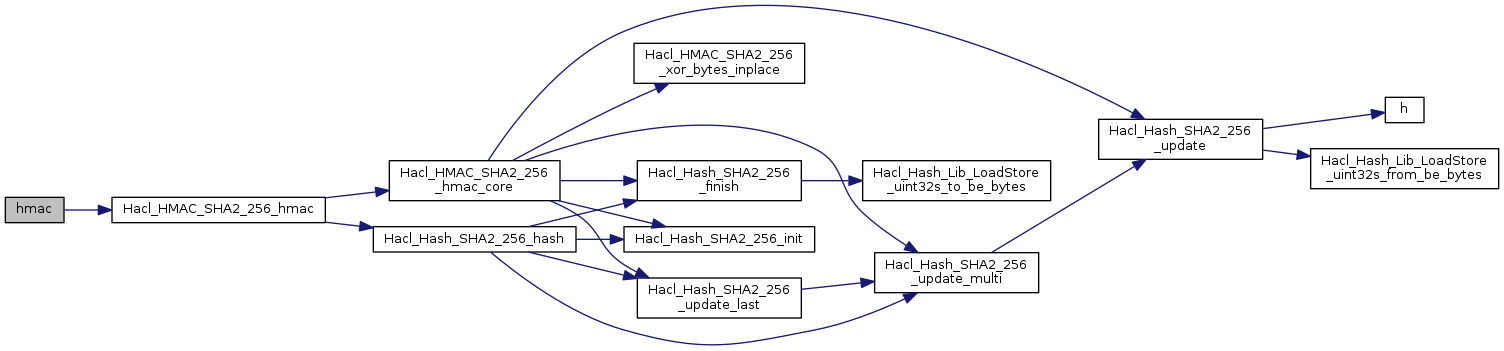 hmac
Hacl_HMAC_SHA2_256_hmac
Hacl_HMAC_SHA2_256
_hmac_core
Hacl_Hash_SHA2_256_hash
Hacl_HMAC_SHA2_256
_xor_bytes_inplace
Hacl_Hash_SHA2_256
_finish
Hacl_Hash_SHA2_256_init
Hacl_Hash_SHA2_256
_update_last
Hacl_Hash_Lib_LoadStore
_uint32s_to_be_bytes
Hacl_Hash_SHA2_256
_update_multi
Hacl_Hash_SHA2_256
_update
h
Hacl_Hash_Lib_LoadStore
_uint32s_from_be_bytes